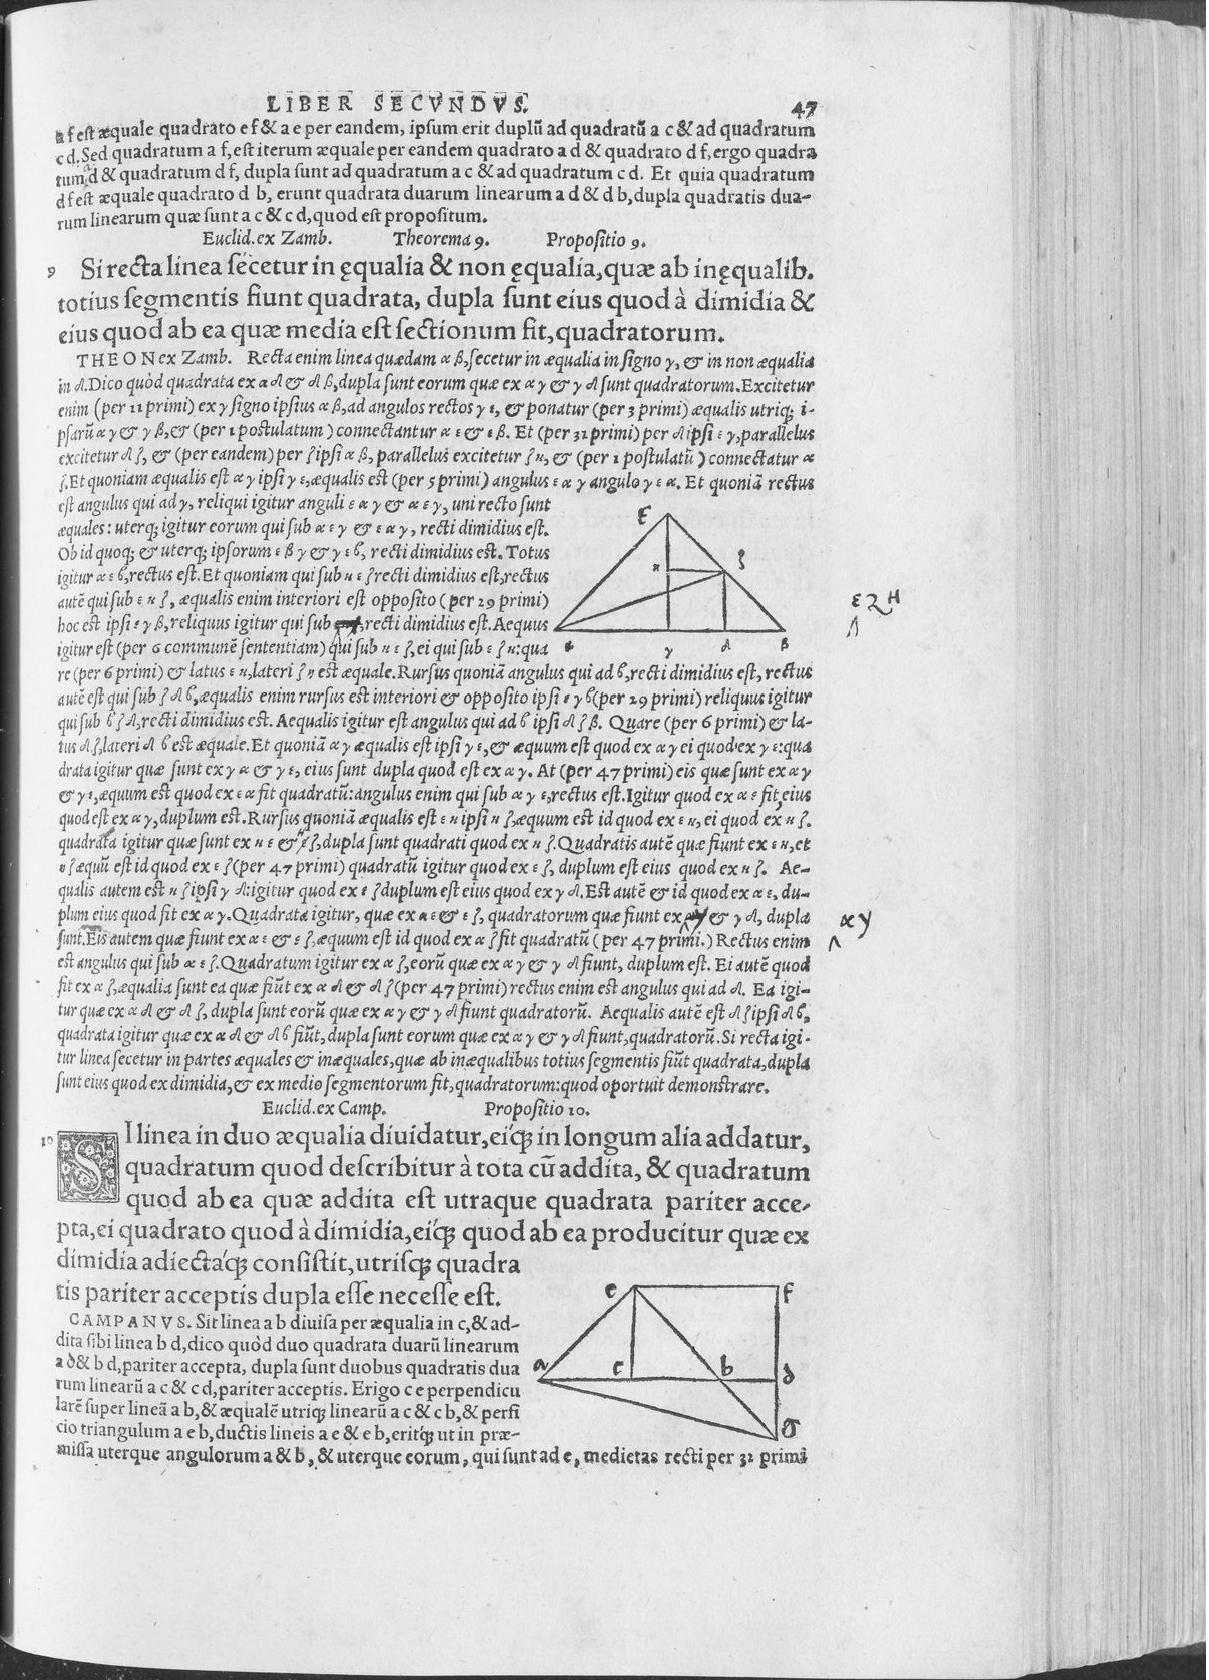 LIBER SECVNDVS.
47
a f est æquale quadrato e f & a e per eandem, ipsum erit duplũ ad quadratũ a c & ad quadratum
c d. Sed quadratum a f, est iterum æquale per eandem quadrato a d & quadrato d f, ergo quadra
tum a d & quadratum d f, dupla sunt ad quadratum a c & ad quadratum c d. Et quia quadratum
d f est æquale quadrato d b, erunt quadrata duarum linearum a d & d b, dupla quadratis dua-
rum linearum quæ sunt a c & c d, quod est propositum.
Euclid. ex Zamb. Theorema 9. Propositio 9.
9 Si recta linea secetur in ęqualia & non ęqualia, quæ ab inęqualib.
totius segmentis fiunt quadrata, dupla sunt eius quod à dimidia &
eius quod ab ea quæ media est sectionum fit, quadratorum.
THEON ex Zamb. Recta enim linea quædam α β, secetur in æqualia in signo γ, & in non æqualia
in δ. Dico quòd quadrata ex α δ & δ β, dupla sunt eorum quæ ex α γ & γ δ sunt quadratorum. Excitetur
enim (per 11 primi) ex γ signo ipsius α β, ad angulos rectos γ ε, & ponatur (per 3 primi) æqualis utriq; i-
psarũ α γ & γ β, & (per 1 postulatum) connectantur α ε & ε β. Et (per 31 primi) per δ ipsi ε γ, parallelus
excitetur δ ζ, & (per eandem) per ζ ipsi α β, parallelus excitetur ζ η, & (per 1 postulatũ) connectatur α
ζ. Et quoniam æqualis est α γ ipsi γ ε, æqualis est (per 5 primi) angulus ε α γ angulo γ ε α. Et quoniã rectus
est angulus qui ad γ, reliqui igitur anguli ε α γ & α ε γ, uni recto sunt
æquales: uterq; igitur eorum qui sub α ε γ & ε α γ, recti dimidius est.
Ob id quoq; & uterq; ipsorum ε β γ & γ ε ϐ, recti dimidius est. Totus
igitur α ε ϐ, rectus est. Et quoniam qui sub η ε ζ recti dimidius est, rectus
autẽ qui sub ε η ζ, æqualis enim interiori est opposito (per 29 primi)
hoc est ipsi ε γ β, reliquus igitur qui sub , recti dimidius est. Aequus
igitur est (per 6 communẽ sententiam) qui sub η ε ζ, ei qui sub ε ζ η: qua
re (per 6 primi) & latus ε η, lateri ζ η est æquale. Rursus quoniã angulus qui ad ϐ, recti dimidius est, rectus
autẽ est qui sub ζ δ ϐ, æqualis enim rursus est interiori & opposito ipsi ε γ ϐ (per 29 primi) reliquus igitur
qui sub ϐ ζ δ, recti dimidius est. Aequalis igitur est angulus qui ad ϐ ipsi δ ζ β. Quare (per 6 primi) & la-
tus δ ζ, lateri δ ϐ est æquale. Et quoniã α γ æqualis est ipsi γ ε, & æquum est quod ex α γ ei quod ex γ ε: qua
drata igitur quæ sunt ex γ α & γ ε, eius sunt dupla quod est ex α γ. At (per 47 primi) eis quæ sunt ex α γ
& γ ε, æquum est quod ex ε α fit quadratũ: angulus enim qui sub α γ ε, rectus est. Igitur quod ex α ε fit, eius
quod est ex α γ, duplum est. Rursus quoniã æqualis est ε η ipsi η ζ, æquum est id quod ex ε η, ei quod ex η ζ.
quadrata igitur quæ sunt ex η ε & η ζ, dupla sunt quadrati quod ex η ζ. Quadratis autẽ quæ fiunt ex ε η, et
η ζ æquũ est id quod ex ε ζ (per 47 primi) quadratũ igitur quod ex ε ζ, duplum est eius quod ex η ζ. Ae-
qualis autem est η ζ ipsi γ δ: igitur quod ex ε ζ duplum est eius quod ex γ δ. Est autẽ & id quod ex α ε, du-
plum eius quod fit ex α γ. Quadrata igitur, quæ ex α ε & ε ζ, quadratorum quæ fiunt ex & γ δ, dupla
sunt. Eis autem quæ fiunt ex α ε & ε ζ, æquum est id quod ex α ζ fit quadratũ (per 47 primi.) Rectus enim
est angulus qui sub α ε ζ. Quadratum igitur ex α ζ, eorũ quæ ex α γ & γ δ fiunt, duplum est. Ei autẽ quod
fit ex α ζ, æqualia sunt ea quæ fiũt ex α δ & δ ζ (per 47 primi) rectus enim est angulus qui ad δ. Ea igi-
tur quæ ex α δ & δ ζ, dupla sunt eorũ quæ ex α γ & γ δ fiunt quadratorũ. Aequalis autẽ est δ ζ ipsi δ ϐ,
quadrata igitur quæ ex α δ & δ ϐ fiũt, dupla sunt eorum quæ ex α γ & γ δ fiunt, quadratorũ. Si recta igi-
tur linea secetur in partes æquales & inæquales, quæ ab inæqualibus totius segmentis fiũt quadrata, dupla
sunt eius quod ex dimidia, & ex medio segmentorum fit, quadratorum: quod oportuit demonstrare.
ε
ζ
η
α γ δ β
ε ζ η
α γ
Euclid. ex Camp. Propositio 10.
10 SI linea in duo æqualia diuidatur, eiq́; in longum alia addatur,
quadratum quod describitur à tota cũ addita, & quadratum
quod ab ea quæ addita est utraque quadrata pariter acce-
pta, ei quadrato quod à dimidia, eiq́; quod ab ea producitur quæ ex
dimidia adiectaq́; consistit, utrisq; quadra
tis pariter acceptis dupla esse necesse est.
CAMPANVS. Sit linea a b diuisa per æqualia in c, & ad-
dita sibi linea b d, dico quòd duo quadrata duarũ linearum
a d & b d, pariter accepta, dupla sunt duobus quadratis dua
rum linearũ a c & c d, pariter acceptis. Erigo c e perpendicu
larẽ super lineã a b, & æqualẽ utriq; linearũ a c & c b, & perfi
cio triangulum a e b, ductis lineis a e & e b, eritq́; ut in præ-
missa uterque angulorum a & b, & uterque eorum, qui sunt ad e, medietas recti per 32 primi
e f
a c b d
g